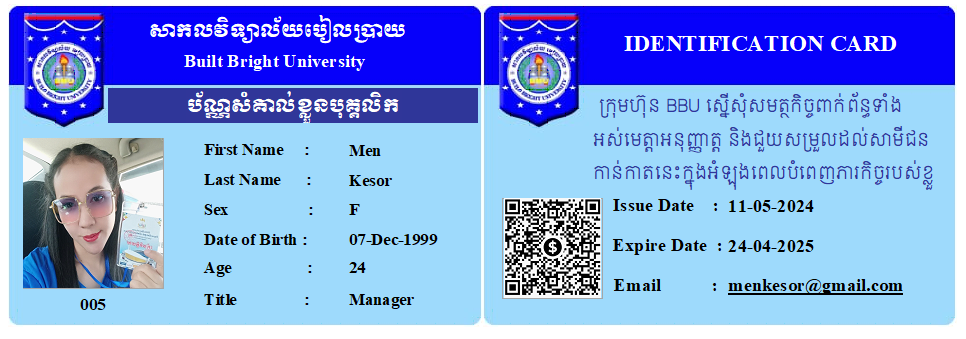 សាកលវិទ្យាល័យបៀលប្រាយ
Built Bright University
ប័ណ្ណសំគាល់ខ្លួនបុគ្គលិក
First Name : Men
Last Name : Kesor
Sex : F
Date of Birth : 07-Dec-1999
Age : 24
Title : Manager
005
IDENTIFICATION CARD
ក្រុមហ៊ុន BBU ស្នើសុំសមត្ថកិច្ចពាក់ព័ន្ធទាំង
អស់មេត្តាអនុញ្ញាត្ត និងជួយសម្រួលដល់សាមីជន
កាន់កាតនេះក្នុងអំឡុងពេលបំពេញភារកិច្ចរបស់ខ្លួ
Issue Date : 11-05-2024
Expire Date : 24-04-2025
Email : menkesor@gmail.com